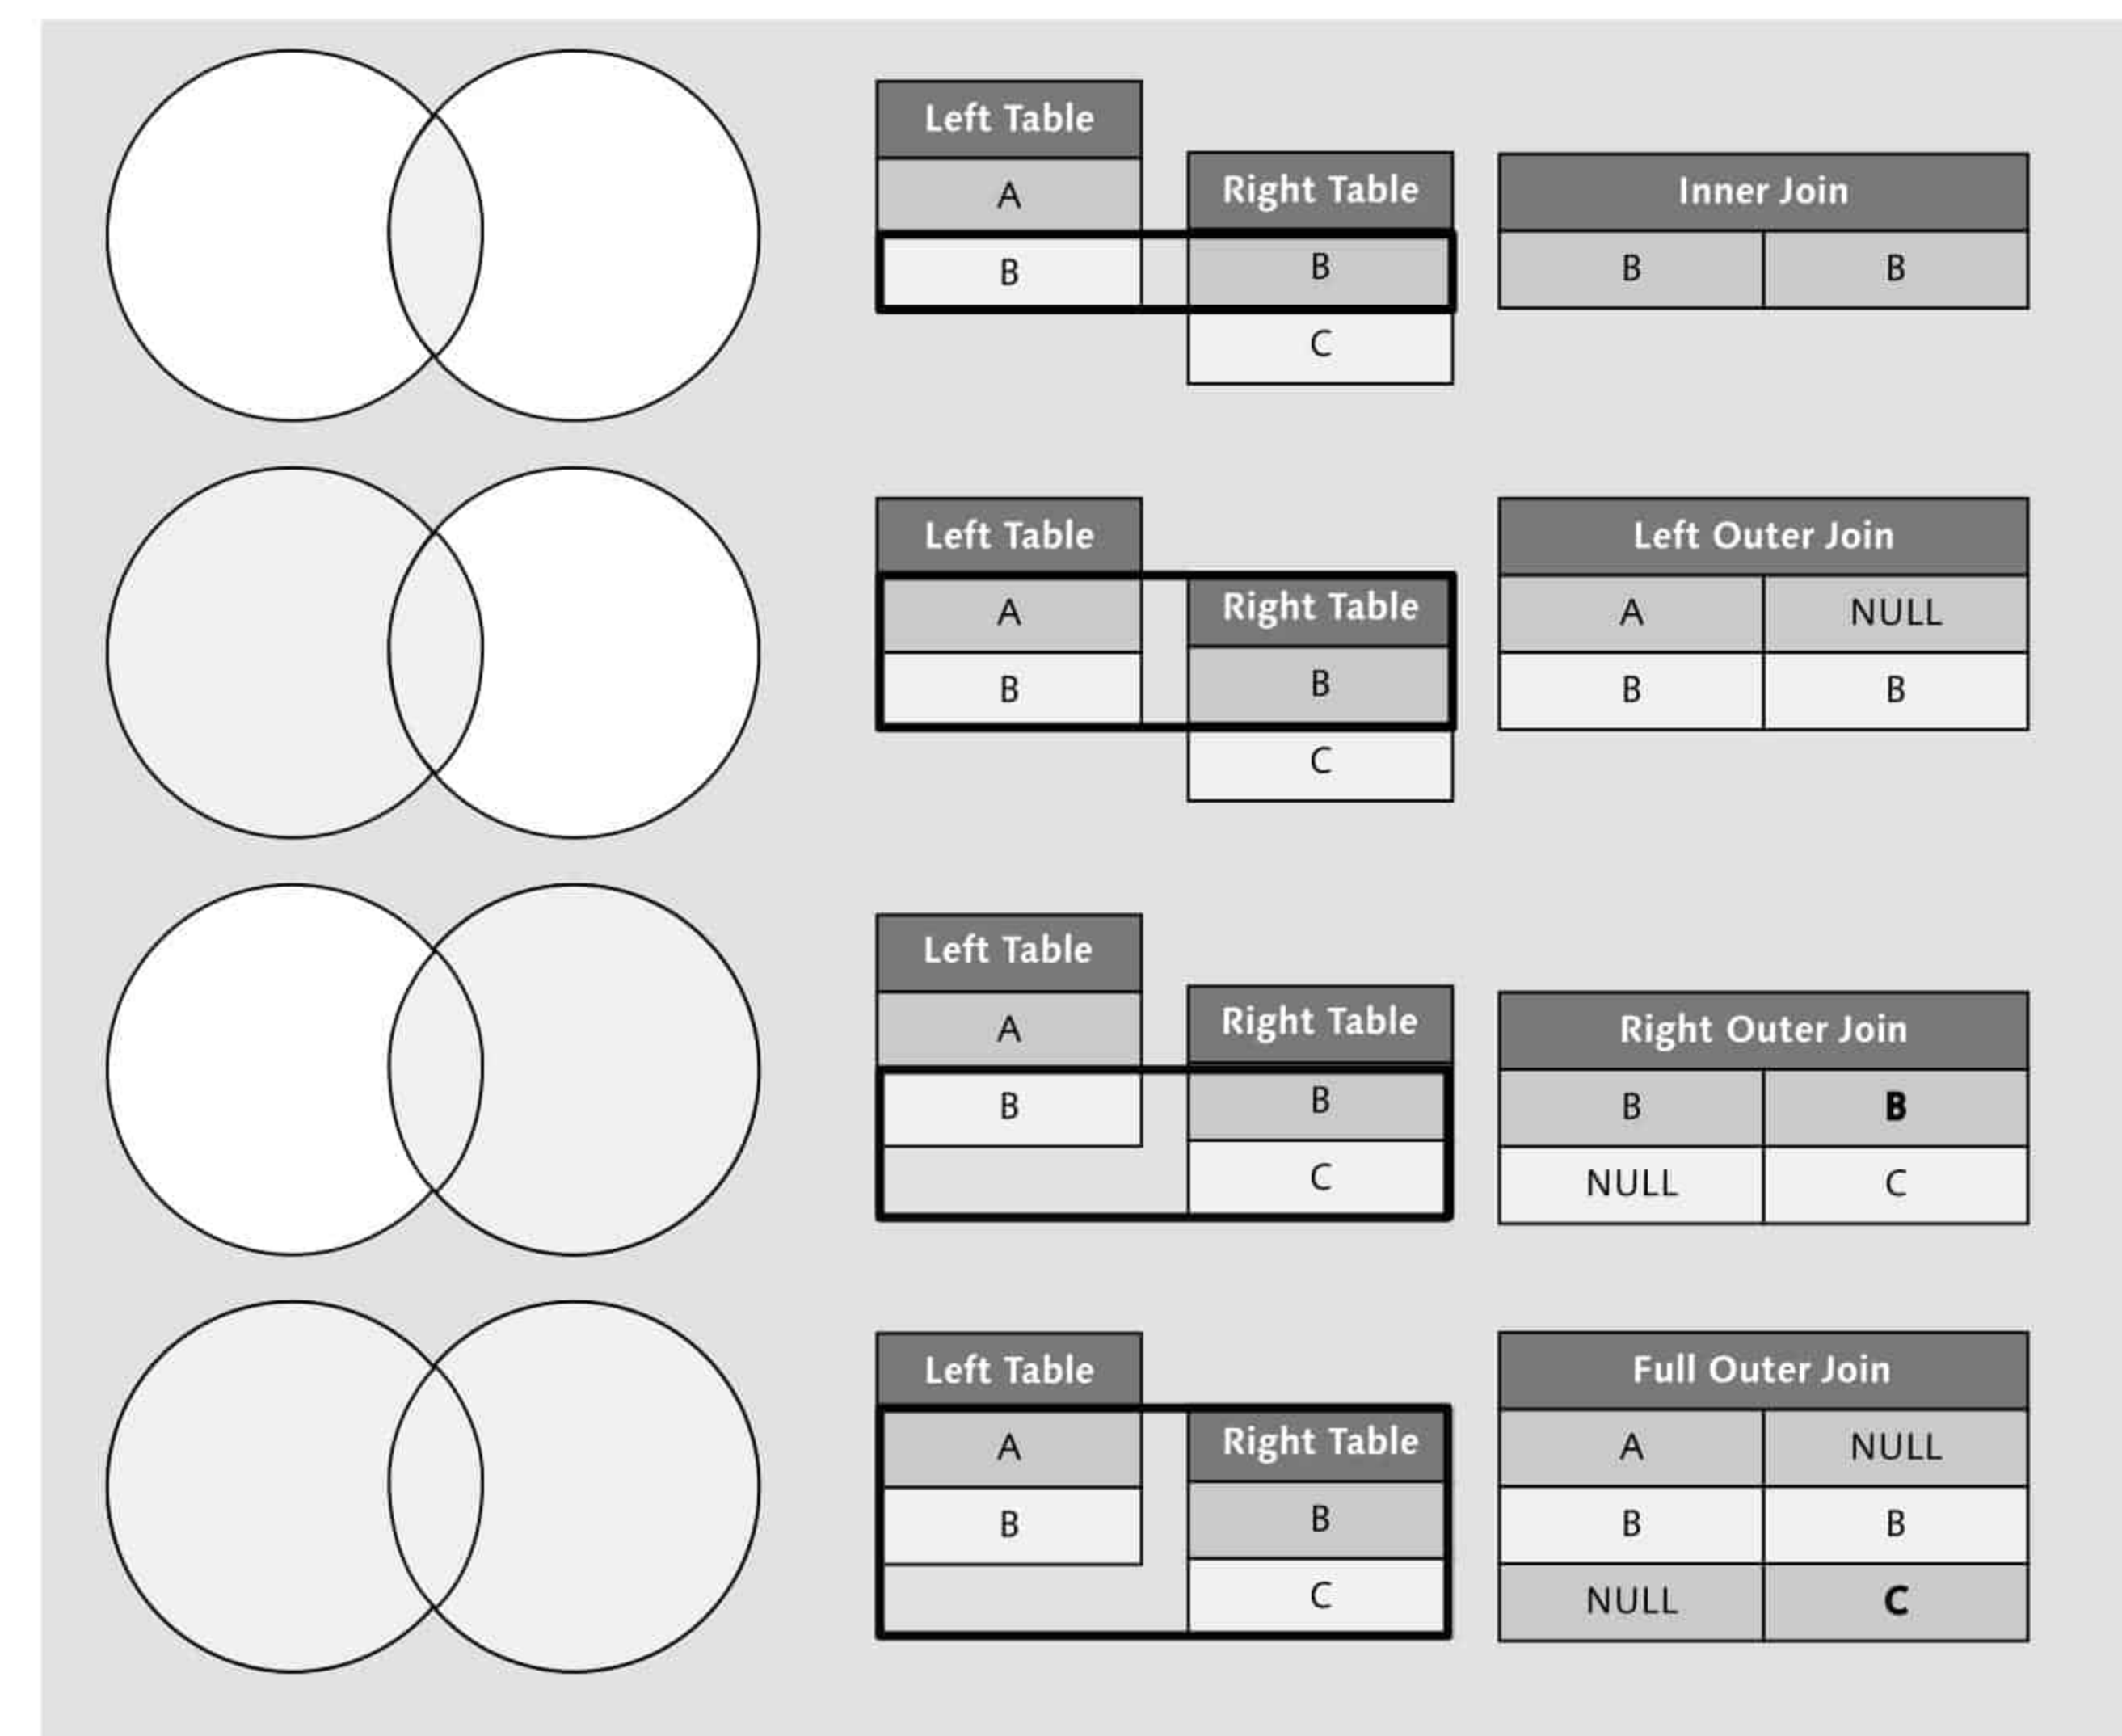 Left Table
A
B
Right Table
B
C
Inner Join
B B
Left Table
A
B
Right Table
B
C
Left Outer Join
A NULL
B B
Left Table
A
B
Right Table
B
C
Right Outer Join
B B
NULL C
Left Table
A
B
Right Table
B
C
Full Outer Join
A NULL
B B
NULL C